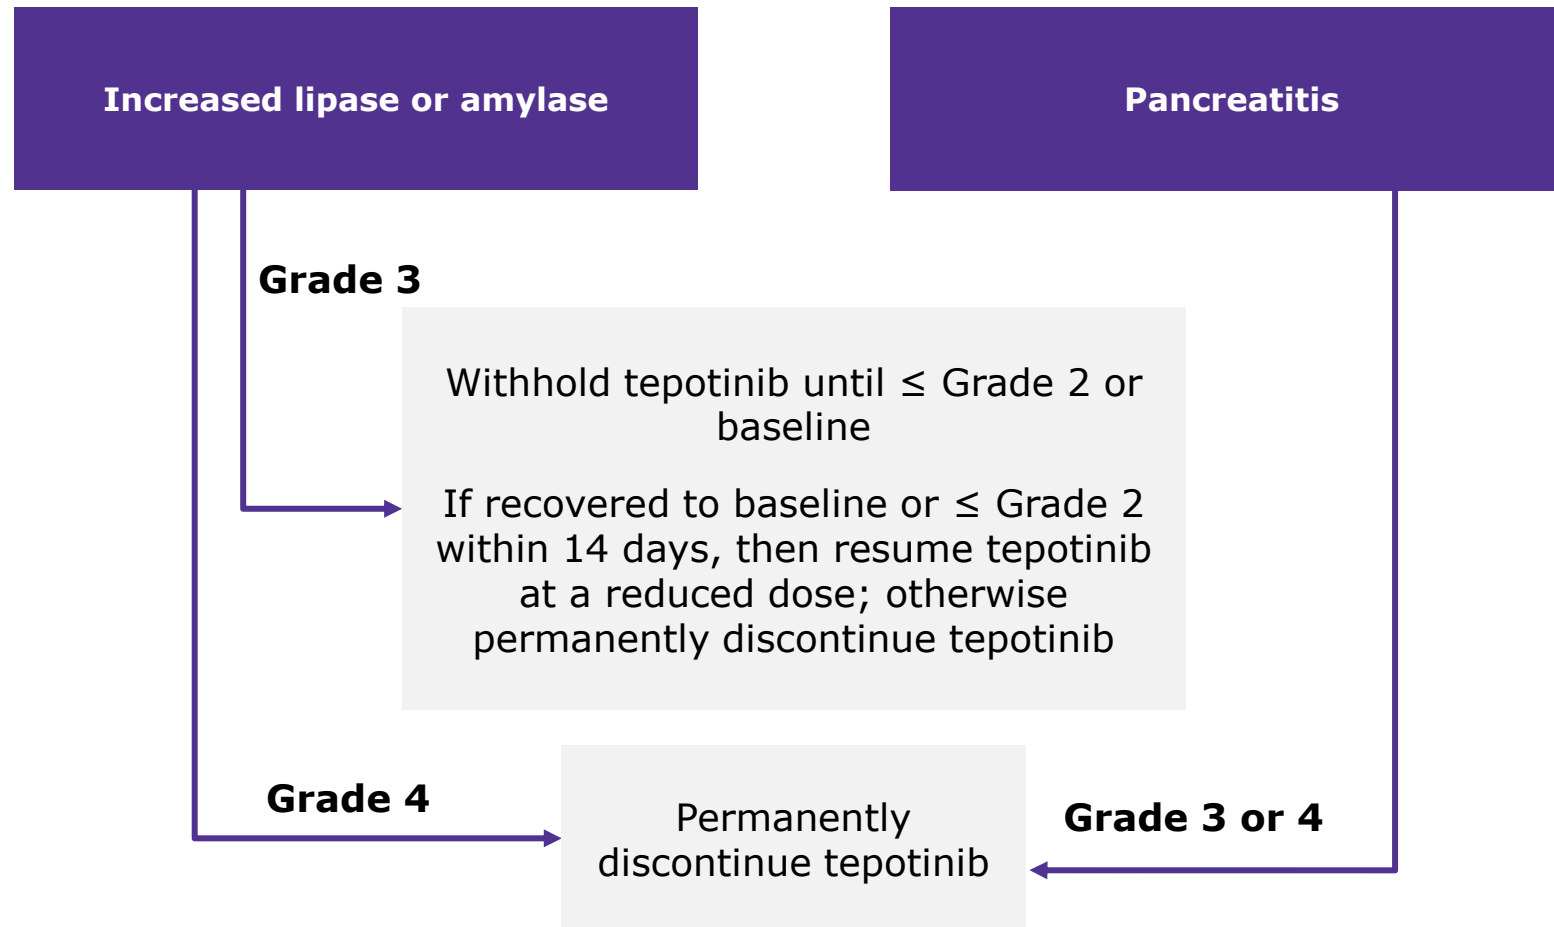 Increased lipase or amylase
Pancreatitis
Grade 3
Withhold tepotinib until ≤ Grade 2 or
baseline
If recovered to baseline or ≤ Grade 2
within 14 days, then resume tepotinib
at a reduced dose; otherwise
permanently discontinue tepotinib
Grade 4
Permanently
discontinue tepotinib
Grade 3 or 4